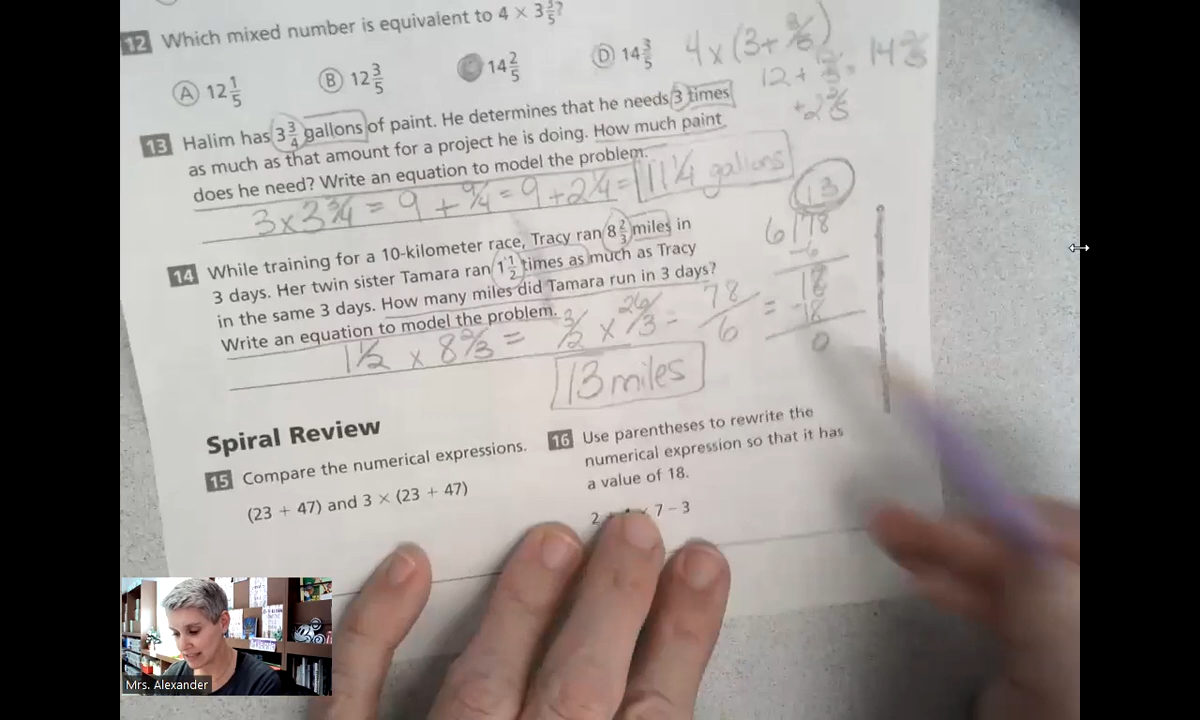 12 Which mixed number is equivalent to 4 × 3 3/5?
A 12 1/5
B 12 3/5
14 2/5
D 14 3/5
4 × (3 + 3/5)
12 +
= 14 2/5
+ 2 2/5
13 Halim has 3 3/4 gallons of paint. He determines that he needs 3 times
as much as that amount for a project he is doing. How much paint
does he need? Write an equation to model the problem.
3 × 3 3/4 = 9 + 9/4 = 9 + 2 1/4 = 11 1/4 gallons
14 While training for a 10-kilometer race, Tracy ran 8 2/3 miles in
3 days. Her twin sister Tamara ran 1 1/2 times as much as Tracy
in the same 3 days. How many miles did Tamara run in 3 days?
Write an equation to model the problem.
1 1/2 × 8 2/3 = 3/2 × 26/3 = 78/6 =
13 miles
13
6 78
-6
18
-18
0
Spiral Review
15 Compare the numerical expressions.
(23 + 47) and 3 × (23 + 47)
16 Use parentheses to rewrite the
numerical expression so that it has
a value of 18.
2 7 − 3
Mrs. Alexander